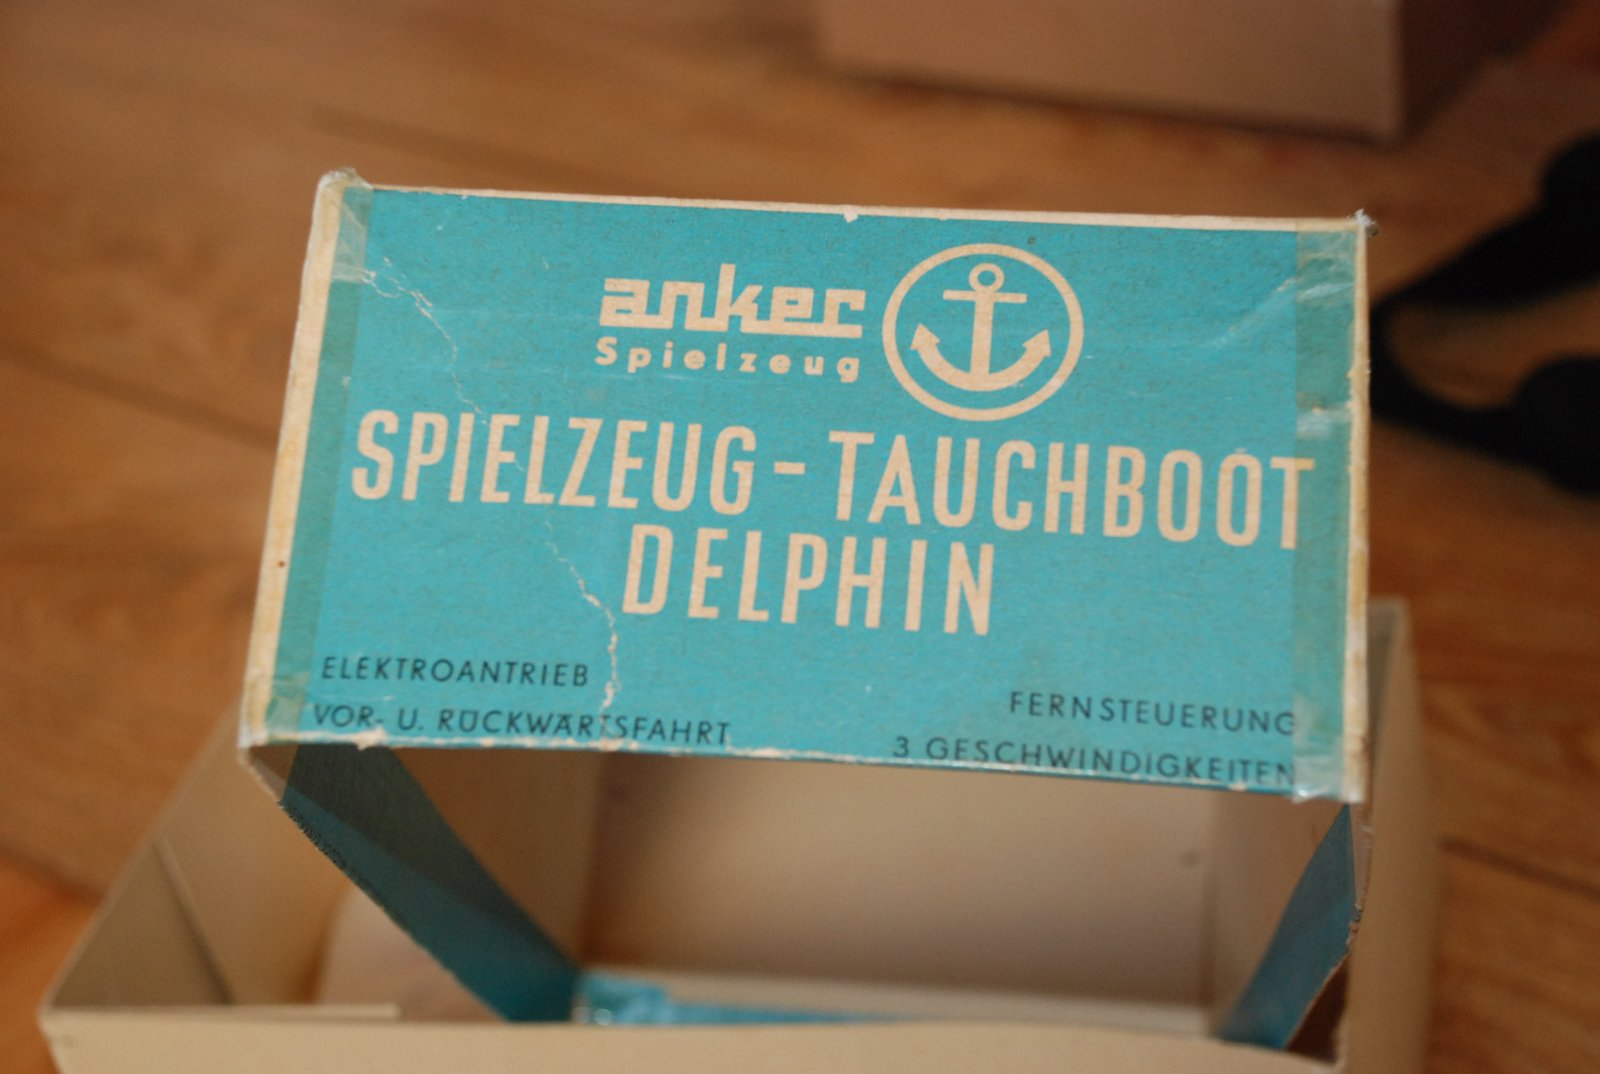 anker
Spielzeug
SPIELZEUG-TAUCHBOOT
DELPHIN
ELEKTROANTRIEB
VOR- U. RÜCKWÄRTSFAHRT
FERNSTEUERUNG
3 GESCHWINDIGKEITEN